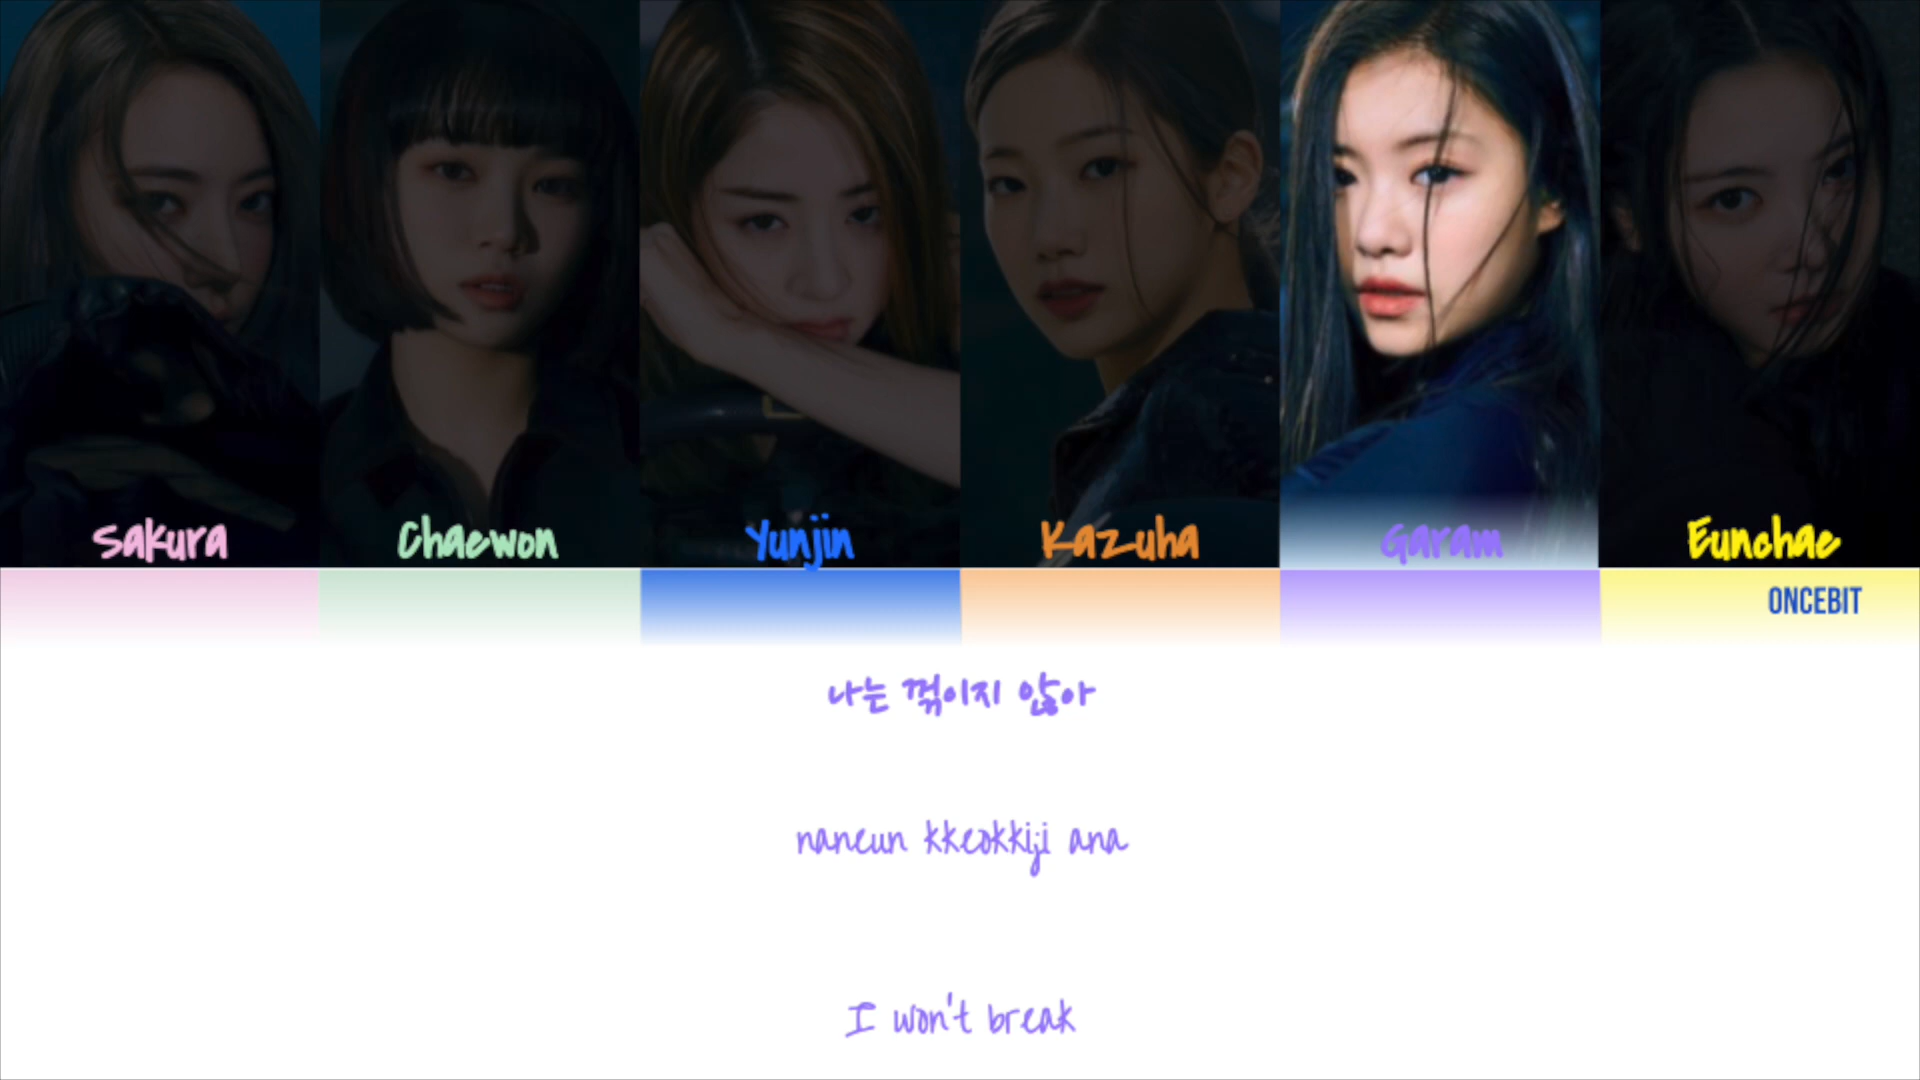 Sakura Chaewon Yunjin Kazuha Garam Eunchae
ONCEBIT
나는 꺾이지 않아
naneun kkeokkiji ana
I won't break